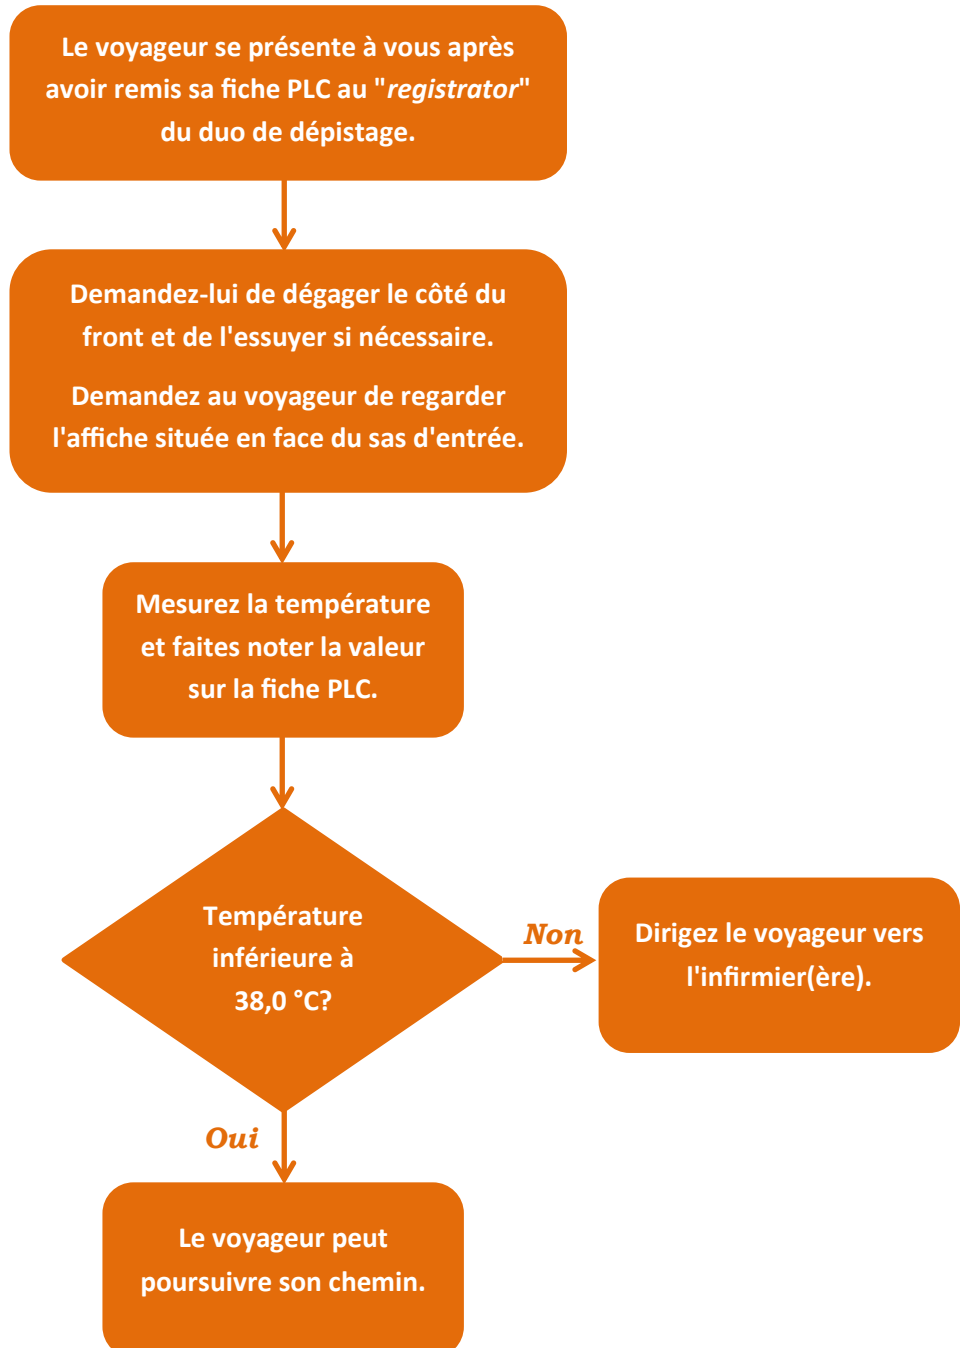 Le voyageur se présente à vous après
avoir remis sa fiche PLC au "registrator"
du duo de dépistage.
Demandez-lui de dégager le côté du
front et de l'essuyer si nécessaire.
Demandez au voyageur de regarder
l'affiche située en face du sas d'entrée.
Mesurez la température
et faites noter la valeur
sur la fiche PLC.
Température
inférieure à
38,0 °C?
Non
Dirigez le voyageur vers
l'infirmier(ère).
Oui
Le voyageur peut
poursuivre son chemin.